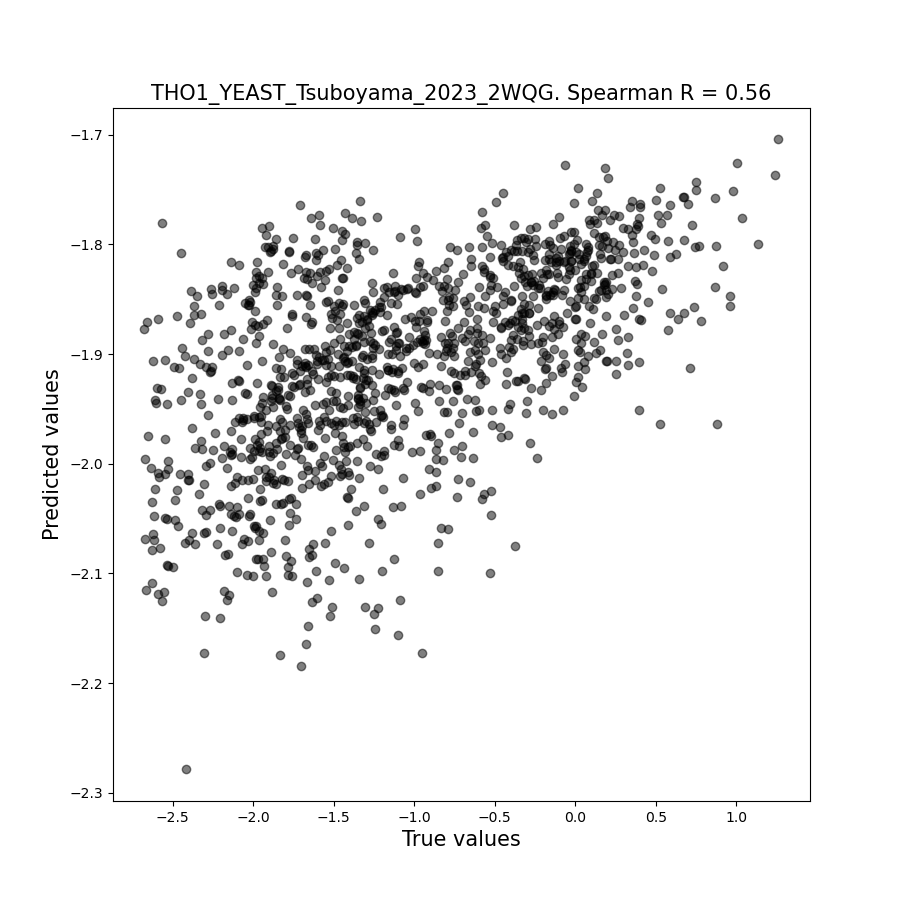 THO1_YEAST_Tsuboyama_2023_2WQG. Spearman R = 0.56
−1.7
−1.8
−1.9
−2.0
−2.1
−2.2
−2.3
Predicted values
−2.5 −2.0 −1.5 −1.0 −0.5 0.0 0.5 1.0
True values